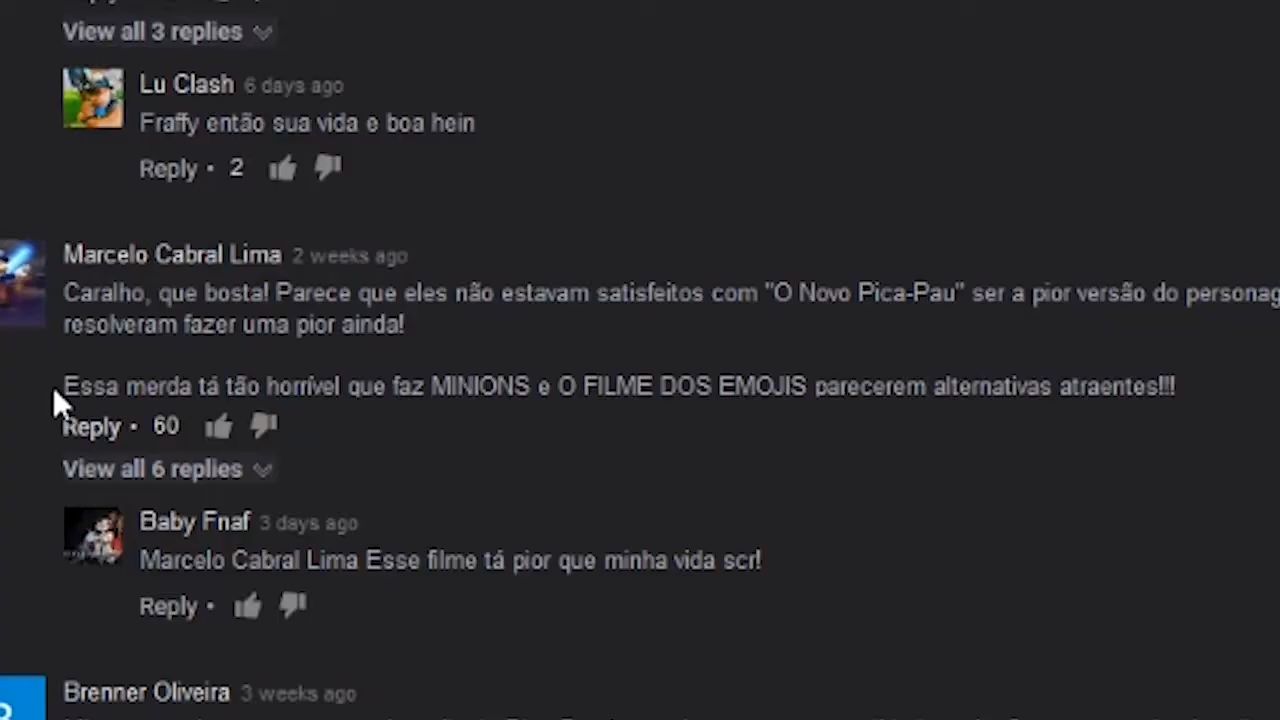 View all 3 replies
Lu Clash 6 days ago
Fraffy então sua vida e boa hein
Reply • 2
Marcelo Cabral Lima 2 weeks ago
Caralho, que bosta! Parece que eles não estavam satisfeitos com "O Novo Pica-Pau" ser a pior versão do personag
resolveram fazer uma pior ainda!
Essa merda tá tão horrível que faz MINIONS e O FILME DOS EMOJIS parecerem alternativas atraentes!!!
Reply • 60
View all 6 replies
Baby Fnaf 3 days ago
Marcelo Cabral Lima Esse filme tá pior que minha vida scr!
Reply •
Brenner Oliveira 3 weeks ago